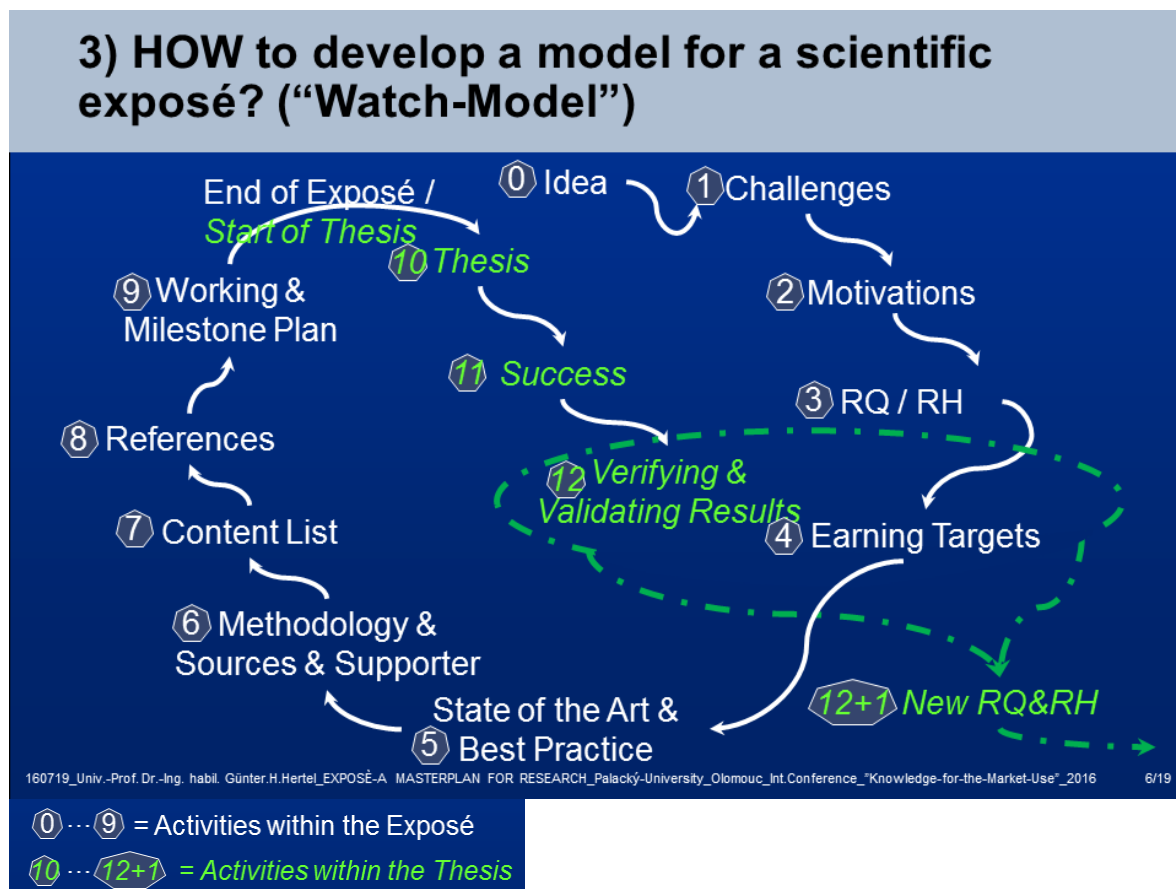 3) HOW to develop a model for a scientific
exposé? (“Watch-Model”)
0 Idea
1 Challenges
2 Motivations
3 RQ / RH
4 Earning Targets
State of the Art &
5 Best Practice
6 Methodology &
Sources & Supporter
7 Content List
8 References
9 Working &
Milestone Plan
End of Exposé /
Start of Thesis
10 Thesis
11 Success
12 Verifying &
Validating Results
12+1 New RQ&RH
160719_Univ.-Prof. Dr.-Ing. habil. Günter.H.Hertel_EXPOSÈ-A MASTERPLAN FOR RESEARCH_Palacký-University_Olomouc_Int.Conference_”Knowledge-for-the-Market-Use”_2016 6/19
0 ... 9 = Activities within the Exposé
10 ... 12+1 = Activities within the Thesis